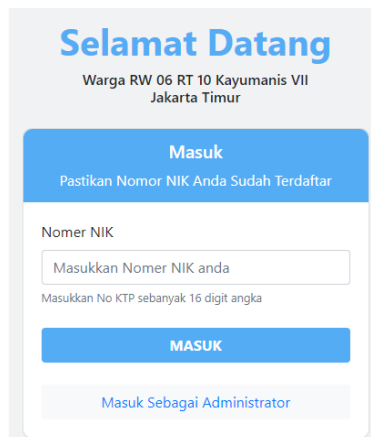 Selamat Datang
Warga RW 06 RT 10 Kayumanis VII
Jakarta Timur
Masuk
Pastikan Nomor NIK Anda Sudah Terdaftar
Nomer NIK
Masukkan Nomer NIK anda
Masukkan No KTP sebanyak 16 digit angka
MASUK
Masuk Sebagai Administrator